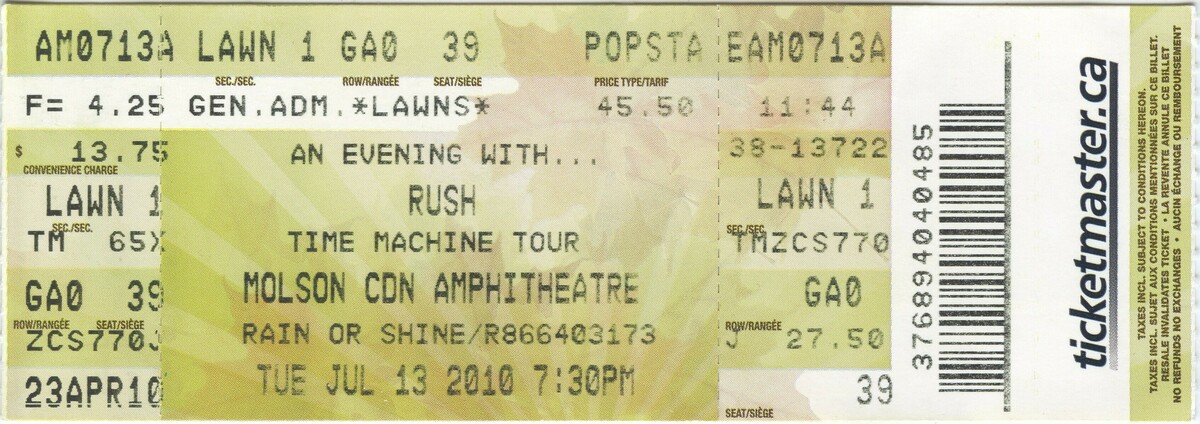 AM0713A LAWN 1 GA0 39 POPSTA EAM0713A
SEC./SEC. ROW/RANGÉE SEAT/SIÈGE PRICE TYPE/TARIF
F= 4.25 GEN.ADM.*LAWNS* 45.50 11:44
$ 13.75 AN EVENING WITH... 38-13722
CONVENIENCE CHARGE
LAWN 1 RUSH LAWN 1
SEC./SEC. SEC./SEC.
TM 65X TIME MACHINE TOUR TMZCS770
GA0 39 MOLSON CDN AMPHITHEATRE GA0
ROW/RANGÉE SEAT/SIÈGE ROW/RANGÉE
ZCS770J RAIN OR SHINE/R866403173 J 27.50
23APR10 TUE JUL 13 2010 7:30PM 39
SEAT/SIÈGE
376894040485
ticketmaster.ca
TAXES INCL. SUBJECT TO CONDITIONS HEREON.
TAXES INCL. SUJET AUX CONDITIONS MENTIONNÉES SUR CE BILLET.
RESALE INVALIDATES TICKET • LA REVENTE ANNULE CE BILLET
NO REFUNDS NO EXCHANGES • AUCUN ÉCHANGE OU REMBOURSEMENT